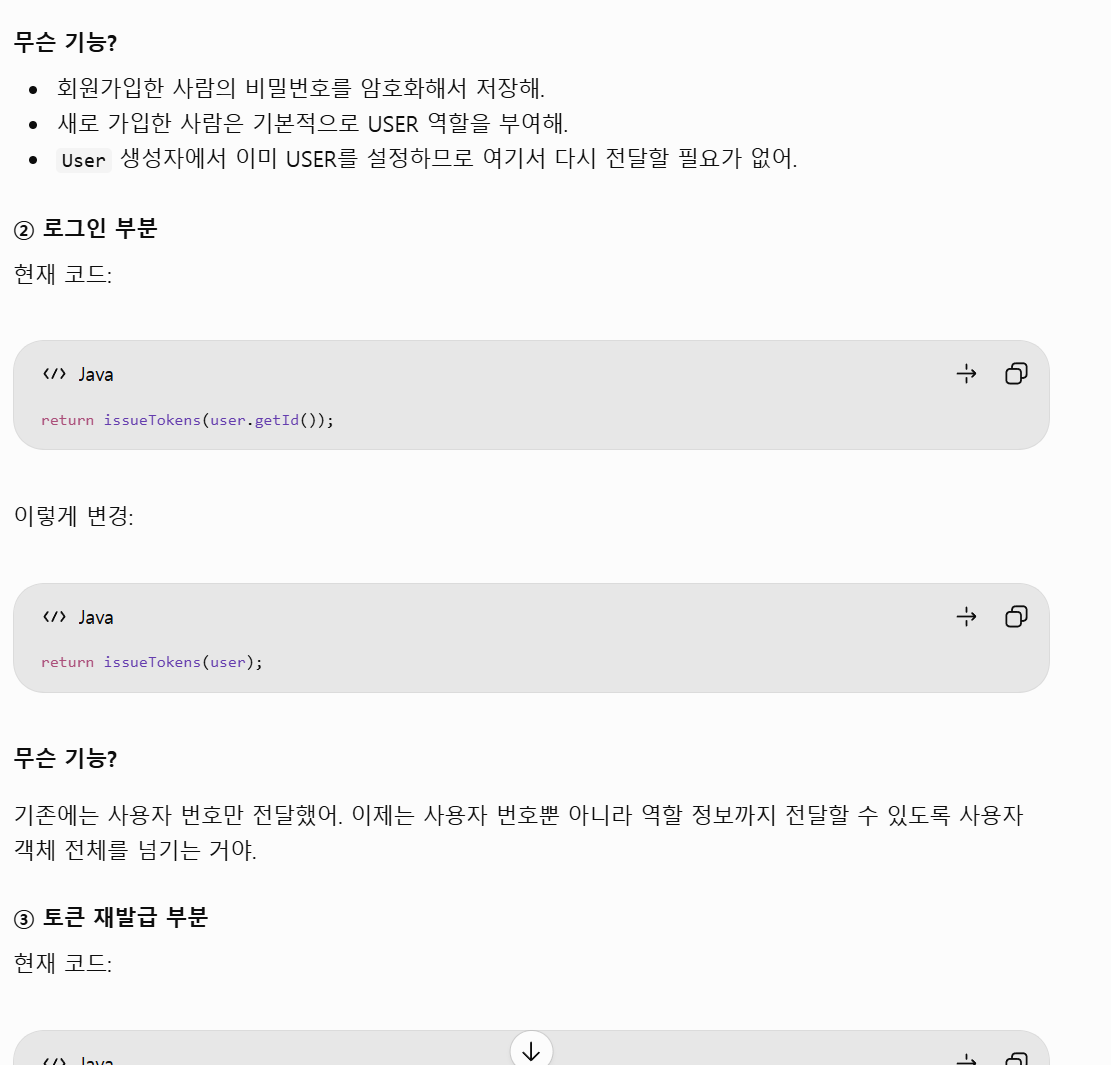 무슨 기능?
회원가입한 사람의 비밀번호를 암호화해서 저장해.
새로 가입한 사람은 기본적으로 USER 역할을 부여해.
User 생성자에서 이미 USER를 설정하므로 여기서 다시 전달할 필요가 없어.
② 로그인 부분
현재 코드:
</> Java
return issueTokens(user.getId());
이렇게 변경:
</> Java
return issueTokens(user);
무슨 기능?
기존에는 사용자 번호만 전달했어. 이제는 사용자 번호뿐 아니라 역할 정보까지 전달할 수 있도록 사용자
객체 전체를 넘기는 거야.
③ 토큰 재발급 부분
현재 코드:
</> Java